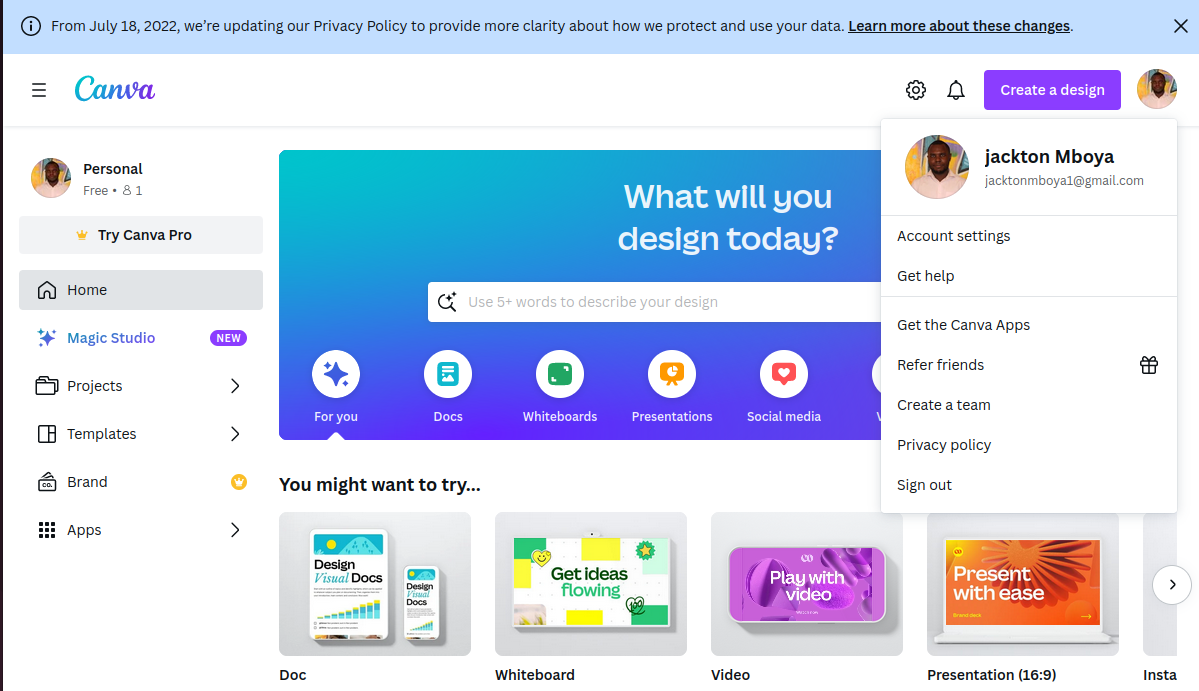 From July 18, 2022, we’re updating our Privacy Policy to provide more clarity about how we protect and use your data. Learn more about these changes.
Canva
Create a design
Personal
Free • 1
Try Canva Pro
Home
Magic Studio NEW
Projects
Templates
Brand
Apps
What will you
design today?
Use 5+ words to describe your design
For you
Docs
Whiteboards
Presentations
Social media
V
jackton Mboya
jacktonmboya1@gmail.com
Account settings
Get help
Get the Canva Apps
Refer friends
Create a team
Privacy policy
Sign out
You might want to try...
Design
Visual Docs
Design
Visual
Docs
Get ideas
flowing
100
Play with
video
Present
with ease
Brand deck
Doc
Whiteboard
Video
Presentation (16:9)
Insta